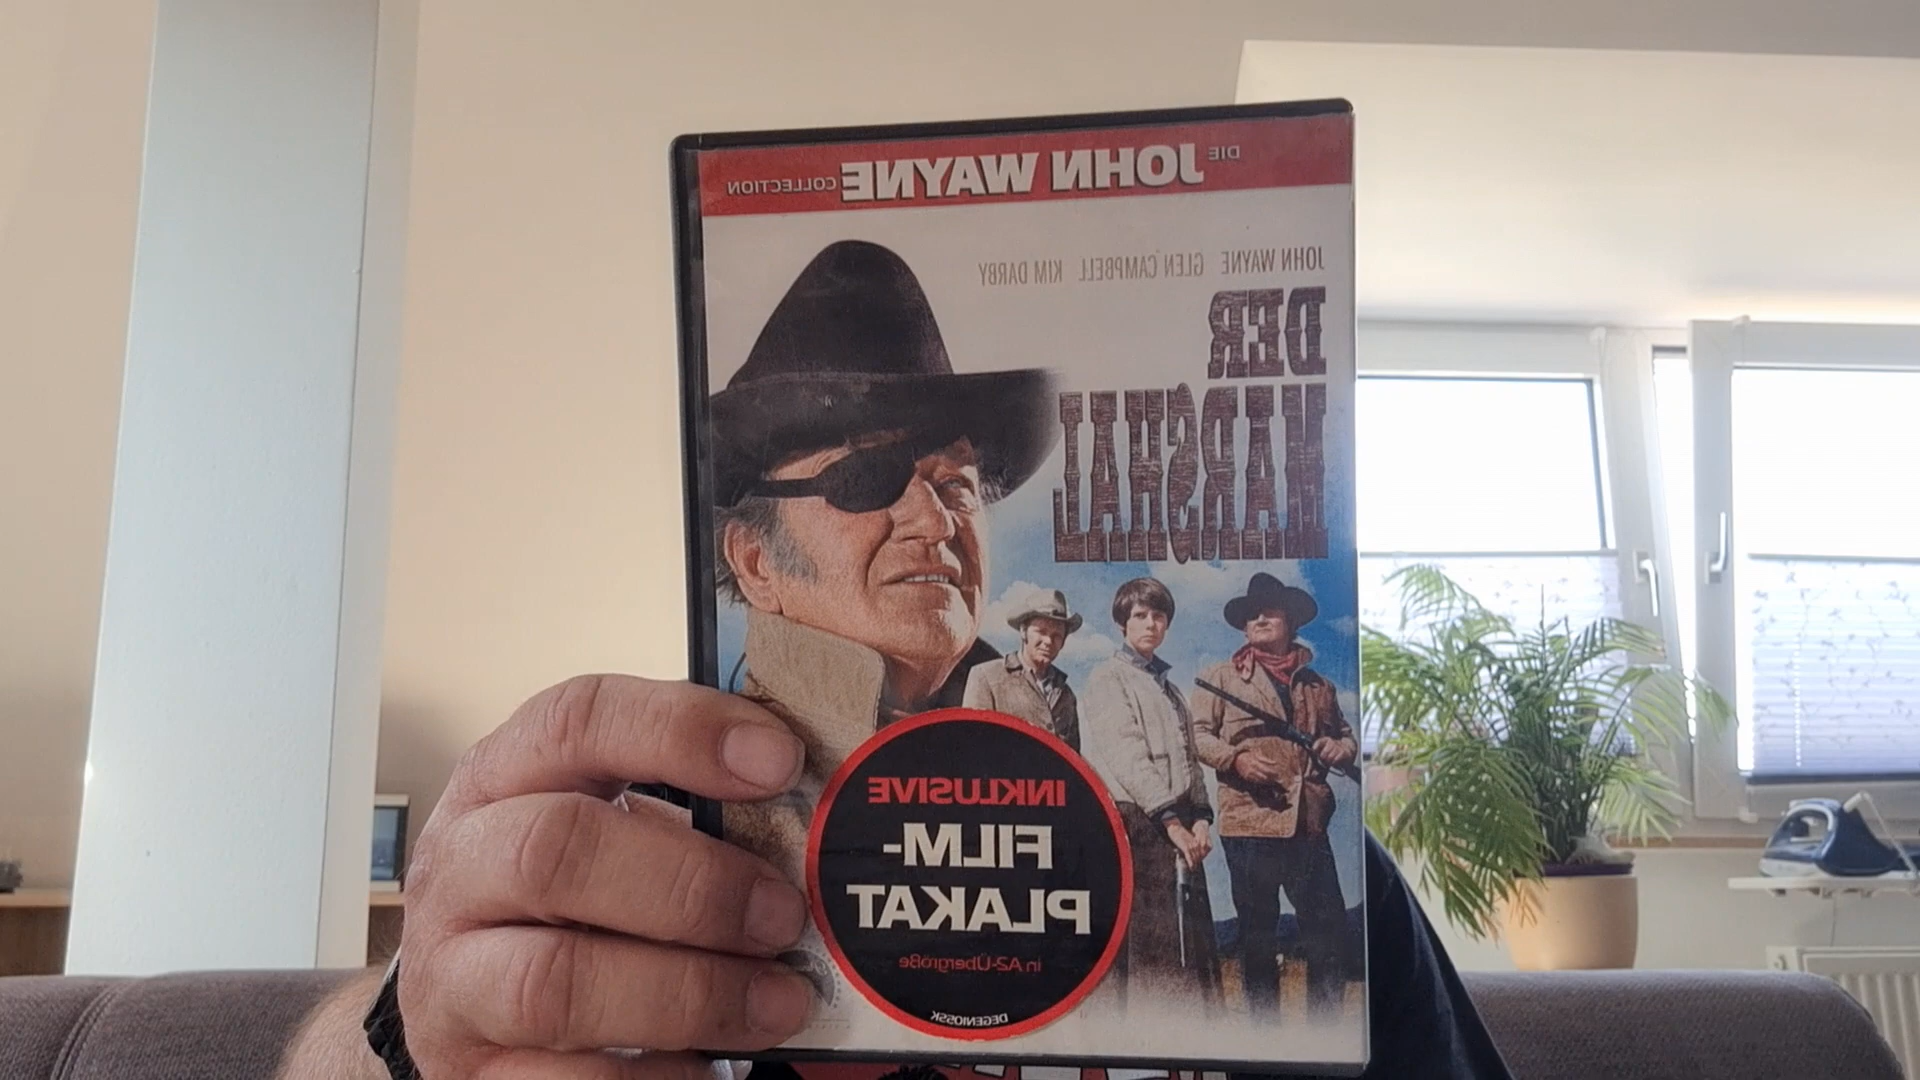 DIE JOHN WAYNE COLLECTION
JOHN WAYNE GLEN CAMPBELL KIM DARBY
DER
MARSHAL
INKLUSIVE
FILM-
PLAKAT
in A2-Übergröße